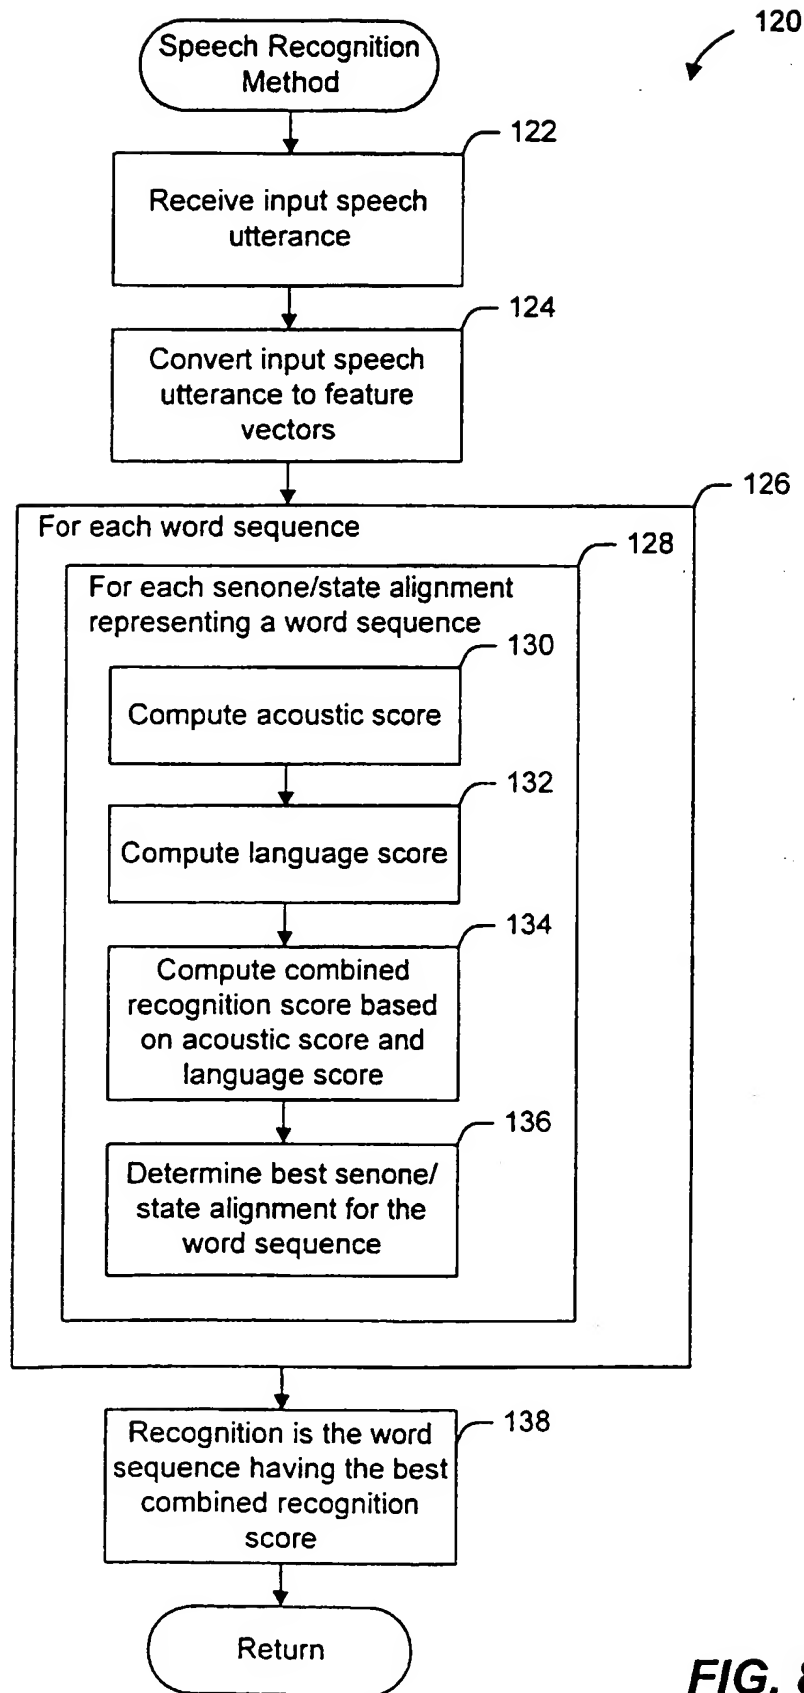 120
Speech Recognition
Method
122
Receive input speech
utterance
124
Convert input speech
utterance to feature
vectors
126
For each word sequence
128
For each senone/state alignment
representing a word sequence
130
Compute acoustic score
132
Compute language score
134
Compute combined
recognition score based
on acoustic score and
language score
136
Determine best senone/
state alignment for the
word sequence
138
Recognition is the word
sequence having the best
combined recognition
score
Return
FIG. 8